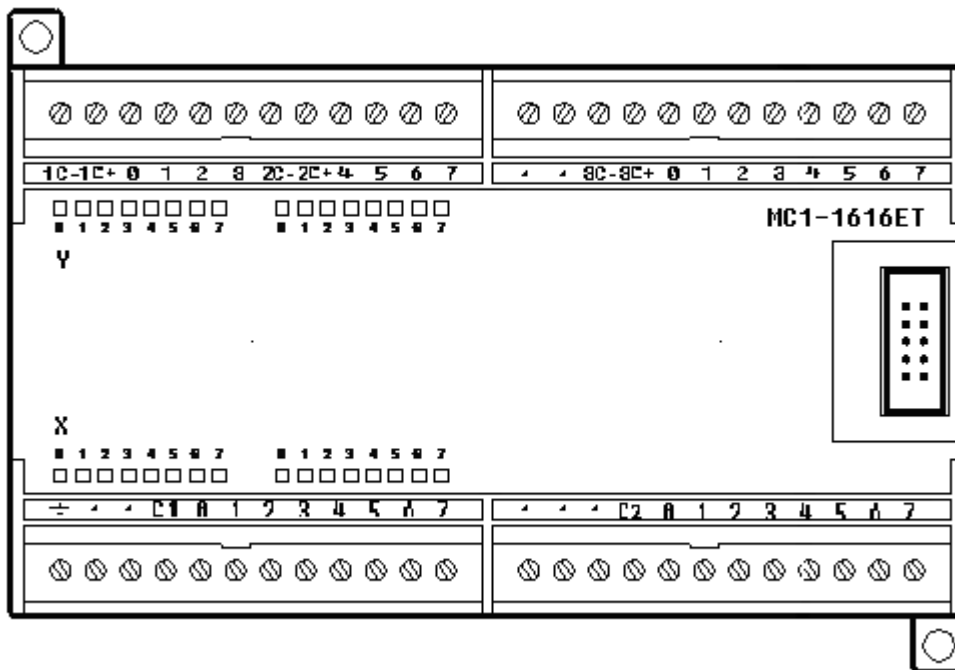 1C-1C+ 0 1 2 3 2C-2C+ 4 5 6 7
3C-3C+ 0 1 2 3 4 5 6 7
0 1 2 3 4 5 6 7
0 1 2 3 4 5 6 7
MC1-1616ET
Y
X
0 1 2 3 4 5 6 7
0 1 2 3 4 5 6 7
C1 0 1 2 3 4 5 6 7
C2 0 1 2 3 4 5 6 7